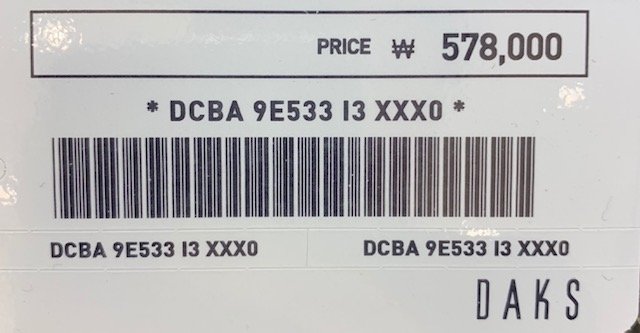 PRICE ₩ 578,000
* DCBA 9E533 I3 XXX0 *
DCBA 9E533 I3 XXX0 DCBA 9E533 I3 XXX0
DAKS